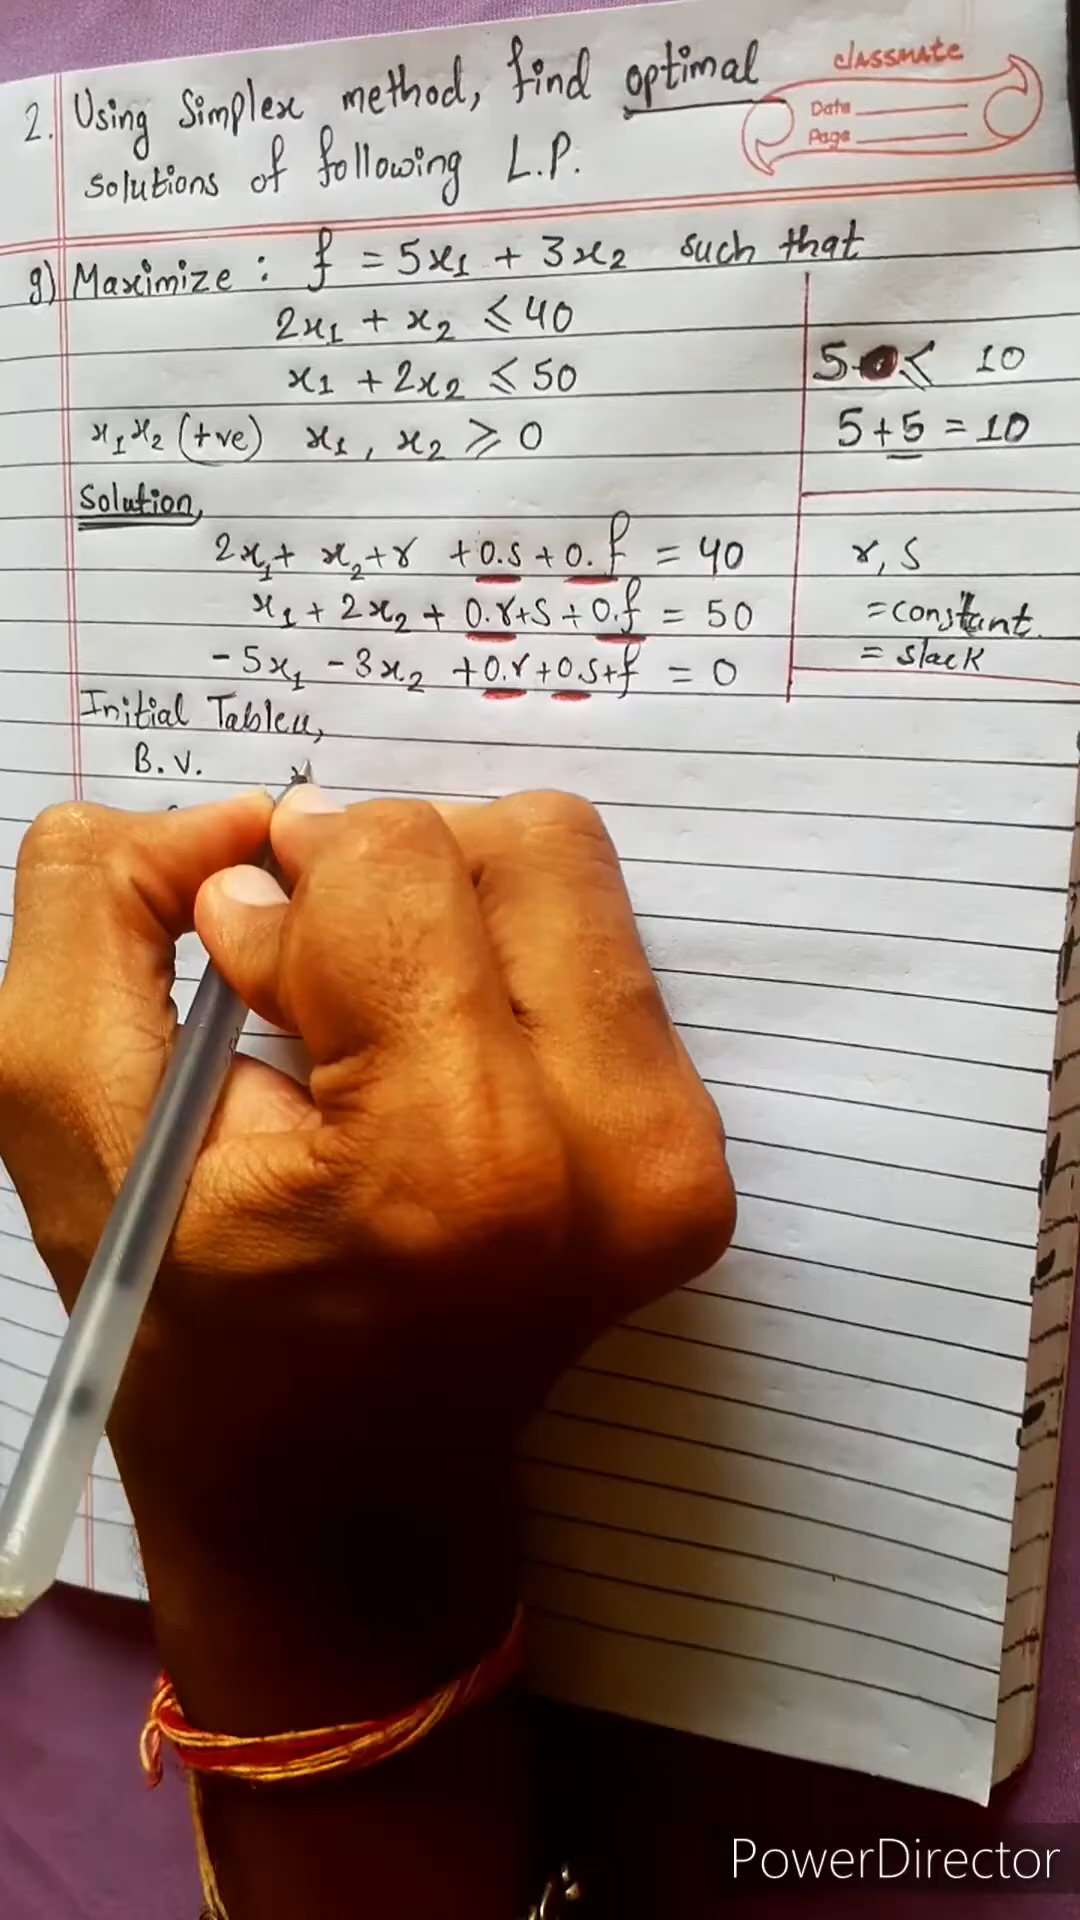 classmate
Date
Page
2. Using Simplex method, find optimal
solutions of following L.P.
g) Maximize : f = 5x₁ + 3x₂ such that
2x₁ + x₂ ≤ 40
x₁ + 2x₂ ≤ 50
x₁ x₂ (+ve) x₁, x₂ ≥ 0
5 ≤ 10
5 + 5 = 10
Solution,
2x₁ + x₂ + r + 0.s + 0.f = 40
x₁ + 2x₂ + 0.r + s + 0.f = 50
-5x₁ - 3x₂ + 0.r + 0.s + f = 0
r, s
= constant.
= slack
Initial Tableu,
B.V.
PowerDirector